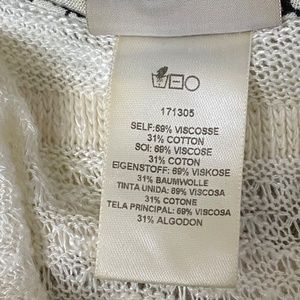 171305
SELF:69% VISCOSSE
31% COTTON
SOI: 69% VISCOSE
31% COTON
EIGENSTOFF: 69% VISKOSE
31% BAUMWOLLE
TINTA UNIDA: 69% VISCOSA
31% COTONE
TELA PRINCIPAL: 69% VISCOSA
31% ALGODON